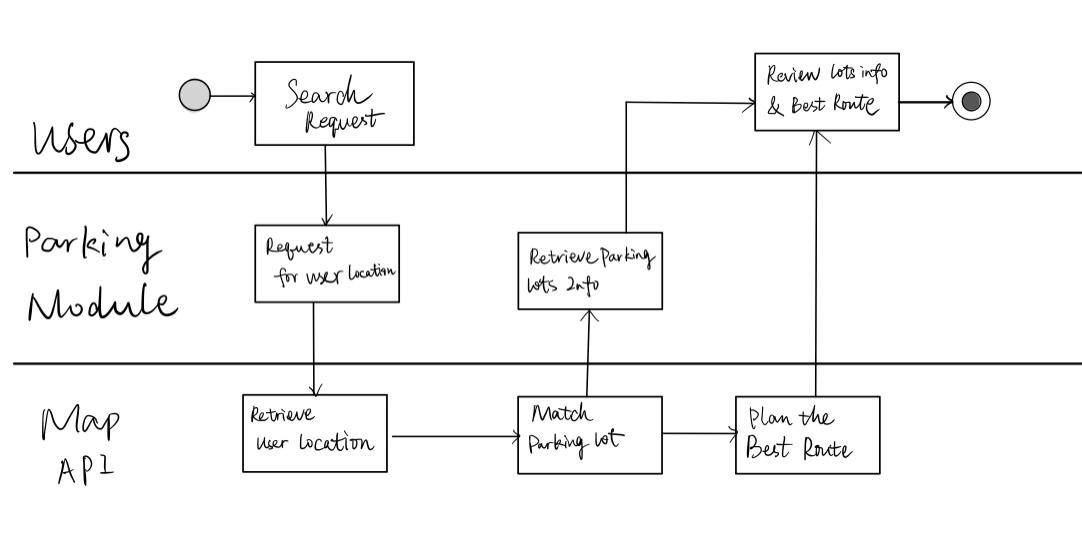 Users
Search
Request
Review lots info
& Best Route
Parking
Module
Request
for user location
Retrieve Parking
lots Info
Map
API
Retrieve
user location
Match
Parking lot
Plan the
Best Route